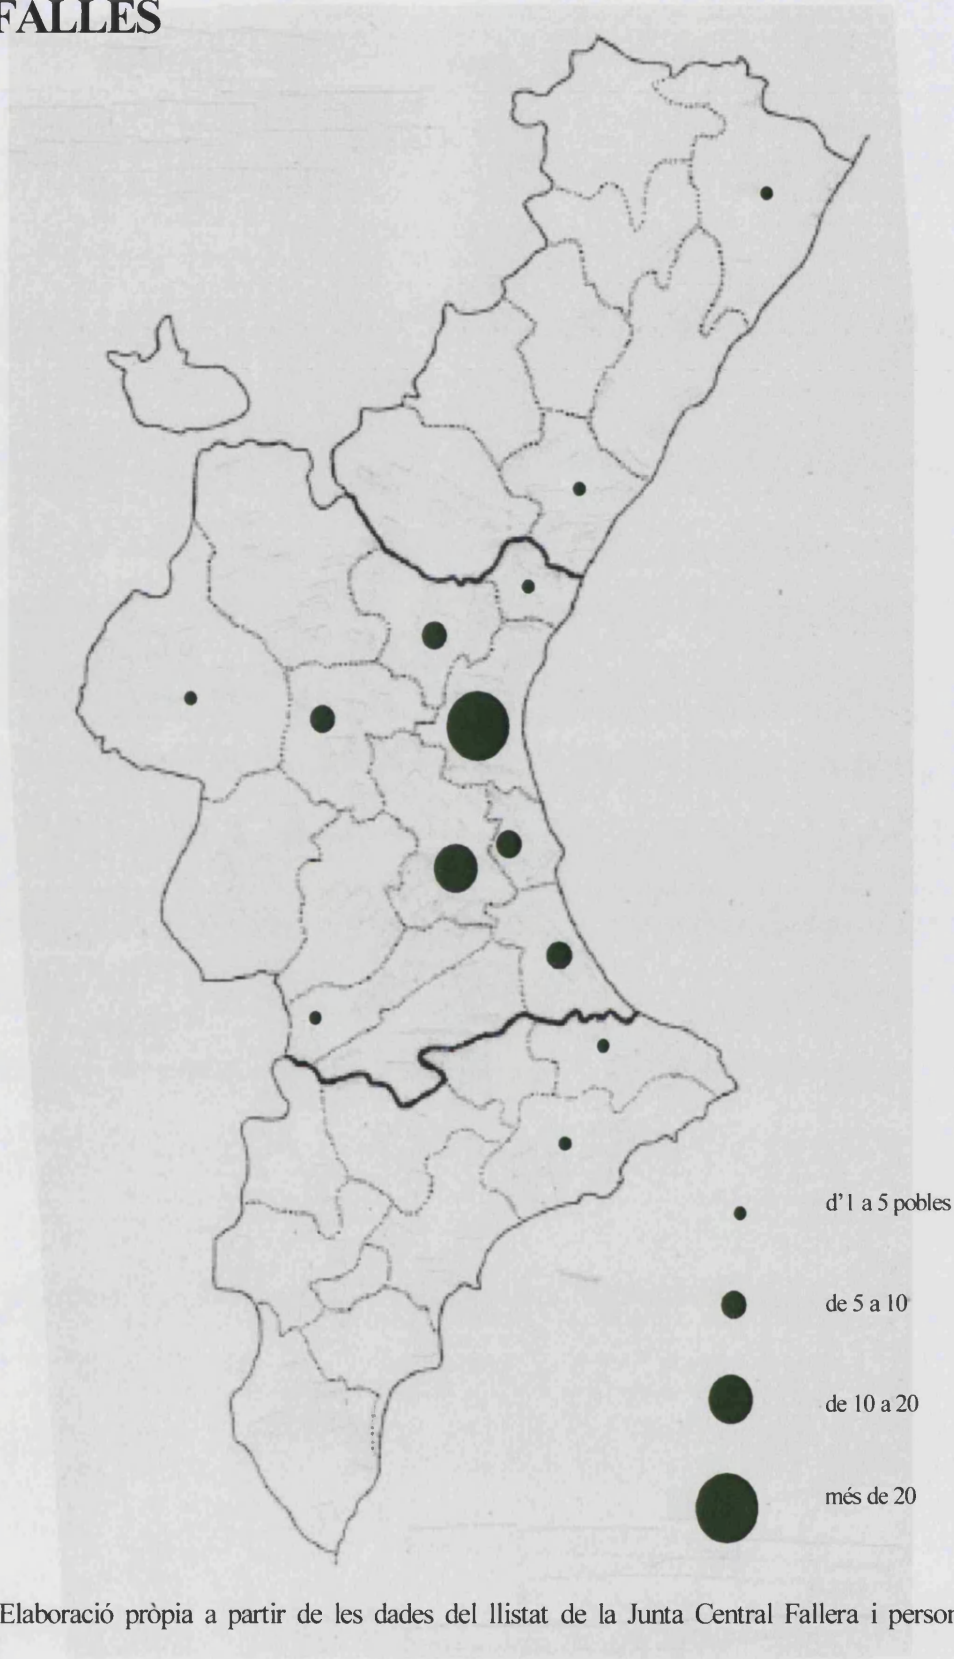 FALLES
d'1 a 5 pobles
de 5 a 10
de 10 a 20
més de 20
Elaboració pròpia a partir de les dades del llistat de la Junta Central Fallera i person